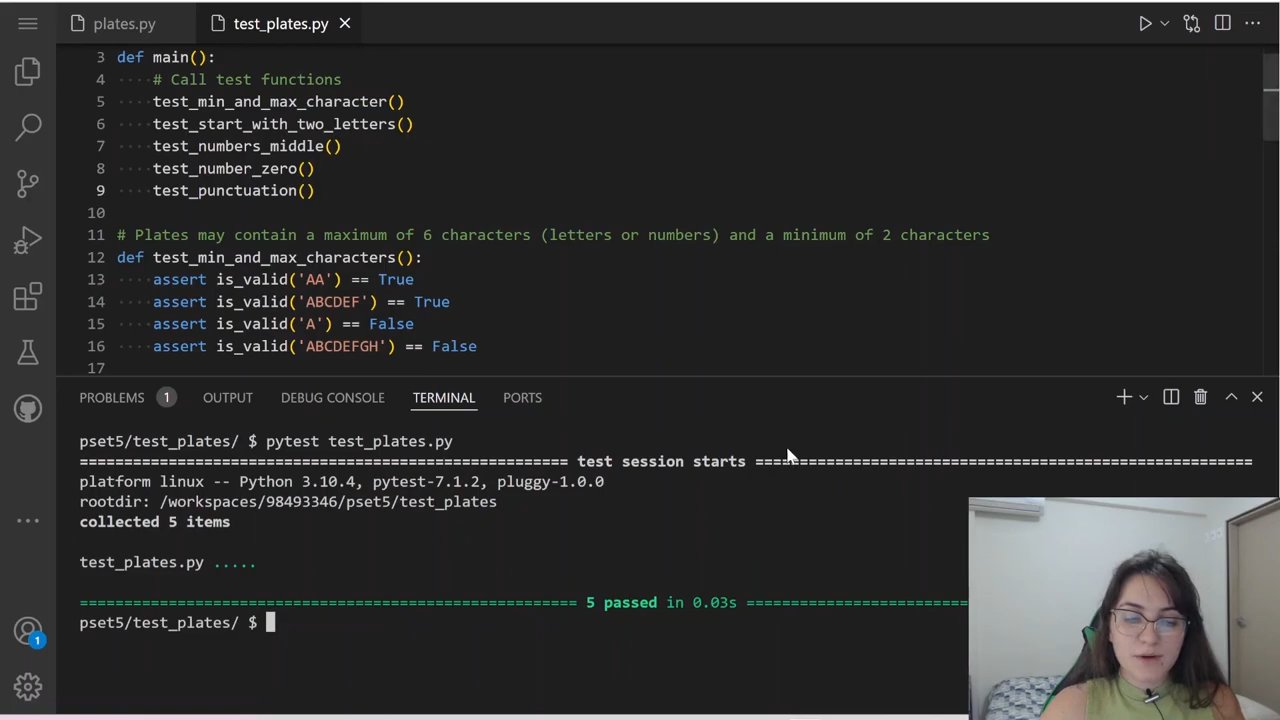 plates.py
test_plates.py
3 def main():
4 # Call test functions
5 test_min_and_max_character()
6 test_start_with_two_letters()
7 test_numbers_middle()
8 test_number_zero()
9 test_punctuation()
10
11 # Plates may contain a maximum of 6 characters (letters or numbers) and a minimum of 2 characters
12 def test_min_and_max_characters():
13 assert is_valid('AA') == True
14 assert is_valid('ABCDEF') == True
15 assert is_valid('A') == False
16 assert is_valid('ABCDEFGH') == False
17
PROBLEMS 1 OUTPUT DEBUG CONSOLE TERMINAL PORTS
pset5/test_plates/ $ pytest test_plates.py
====================================================== test session starts =======================================================
platform linux -- Python 3.10.4, pytest-7.1.2, pluggy-1.0.0
rootdir: /workspaces/98493346/pset5/test_plates
collected 5 items
test_plates.py .....
======================================================= 5 passed in 0.03s =========================
pset5/test_plates/ $
1